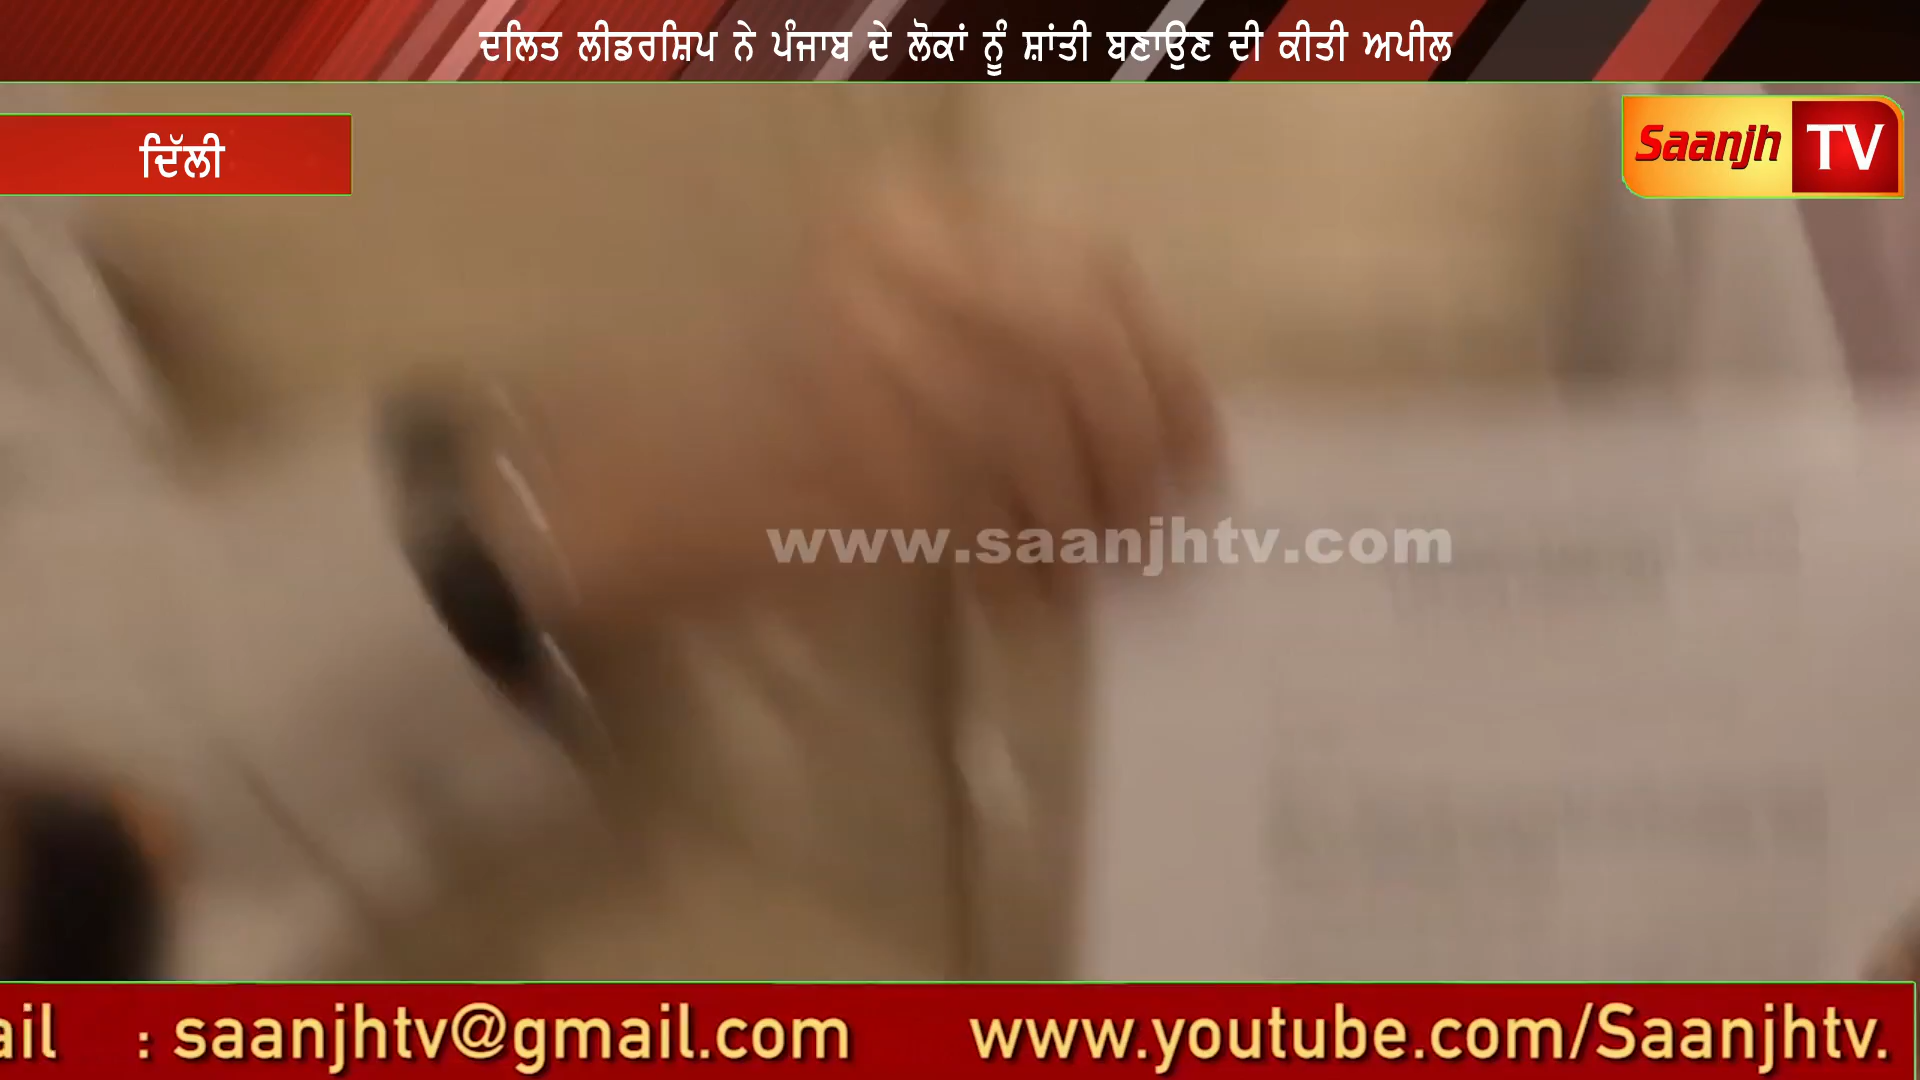 ਦਲਿਤ ਲੀਡਰਸ਼ਿਪ ਨੇ ਪੰਜਾਬ ਦੇ ਲੋਕਾਂ ਨੂੰ ਸ਼ਾਂਤੀ ਬਣਾਉਣ ਦੀ ਕੀਤੀ ਅਪੀਲ
ਦਿੱਲੀ
Saanjh TV
www.saanjhtv.com
ail : saanjhtv@gmail.com www.youtube.com/Saanjhtv.